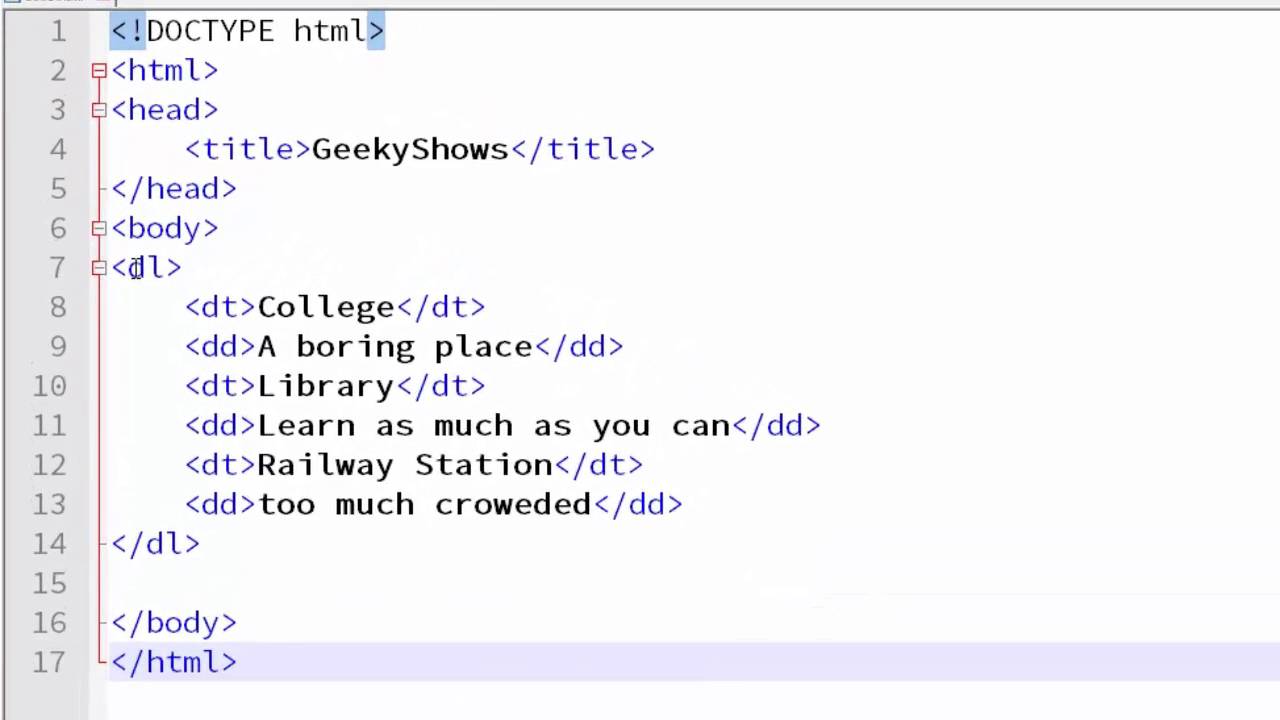 1 <!DOCTYPE html>
2 <html>
3 <head>
4 <title>GeekyShows</title>
5 </head>
6 <body>
7 <dl>
8 <dt>College</dt>
9 <dd>A boring place</dd>
10 <dt>Library</dt>
11 <dd>Learn as much as you can</dd>
12 <dt>Railway Station</dt>
13 <dd>too much croweded</dd>
14 </dl>
15
16 </body>
17 </html>